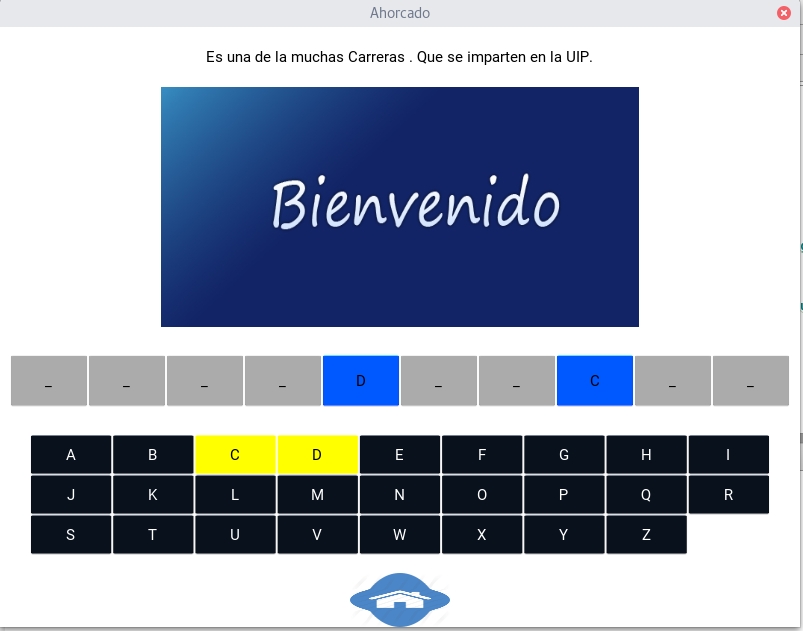 Ahorcado
Es una de la muchas Carreras . Que se imparten en la UIP.
Bienvenido
_ _ _ _ D _ _ C _ _
A B C D E F G H I
J K L M N O P Q R
S T U V W X Y Z